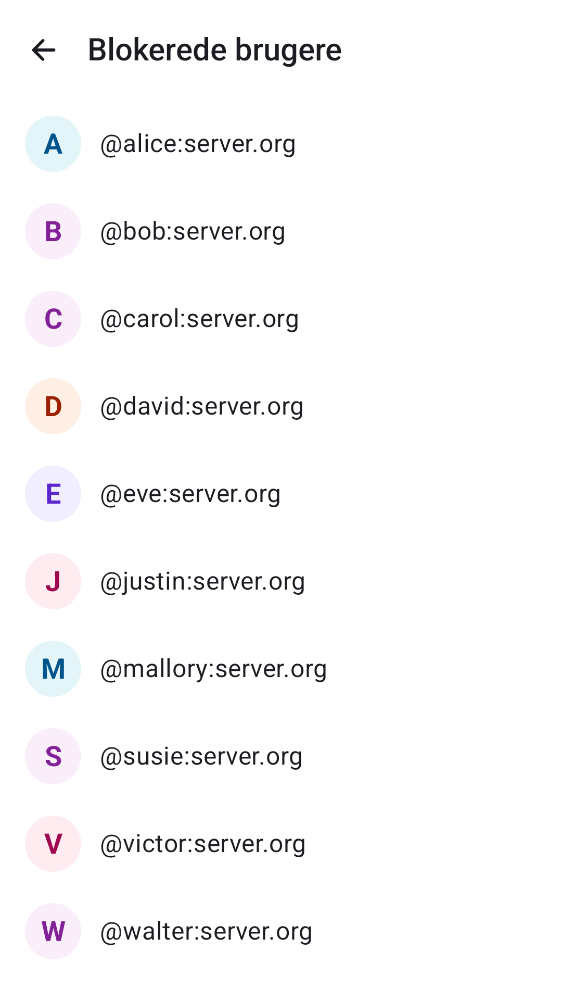 Blokerede brugere
A @alice:server.org
B @bob:server.org
C @carol:server.org
D @david:server.org
E @eve:server.org
J @justin:server.org
M @mallory:server.org
S @susie:server.org
V @victor:server.org
W @walter:server.org